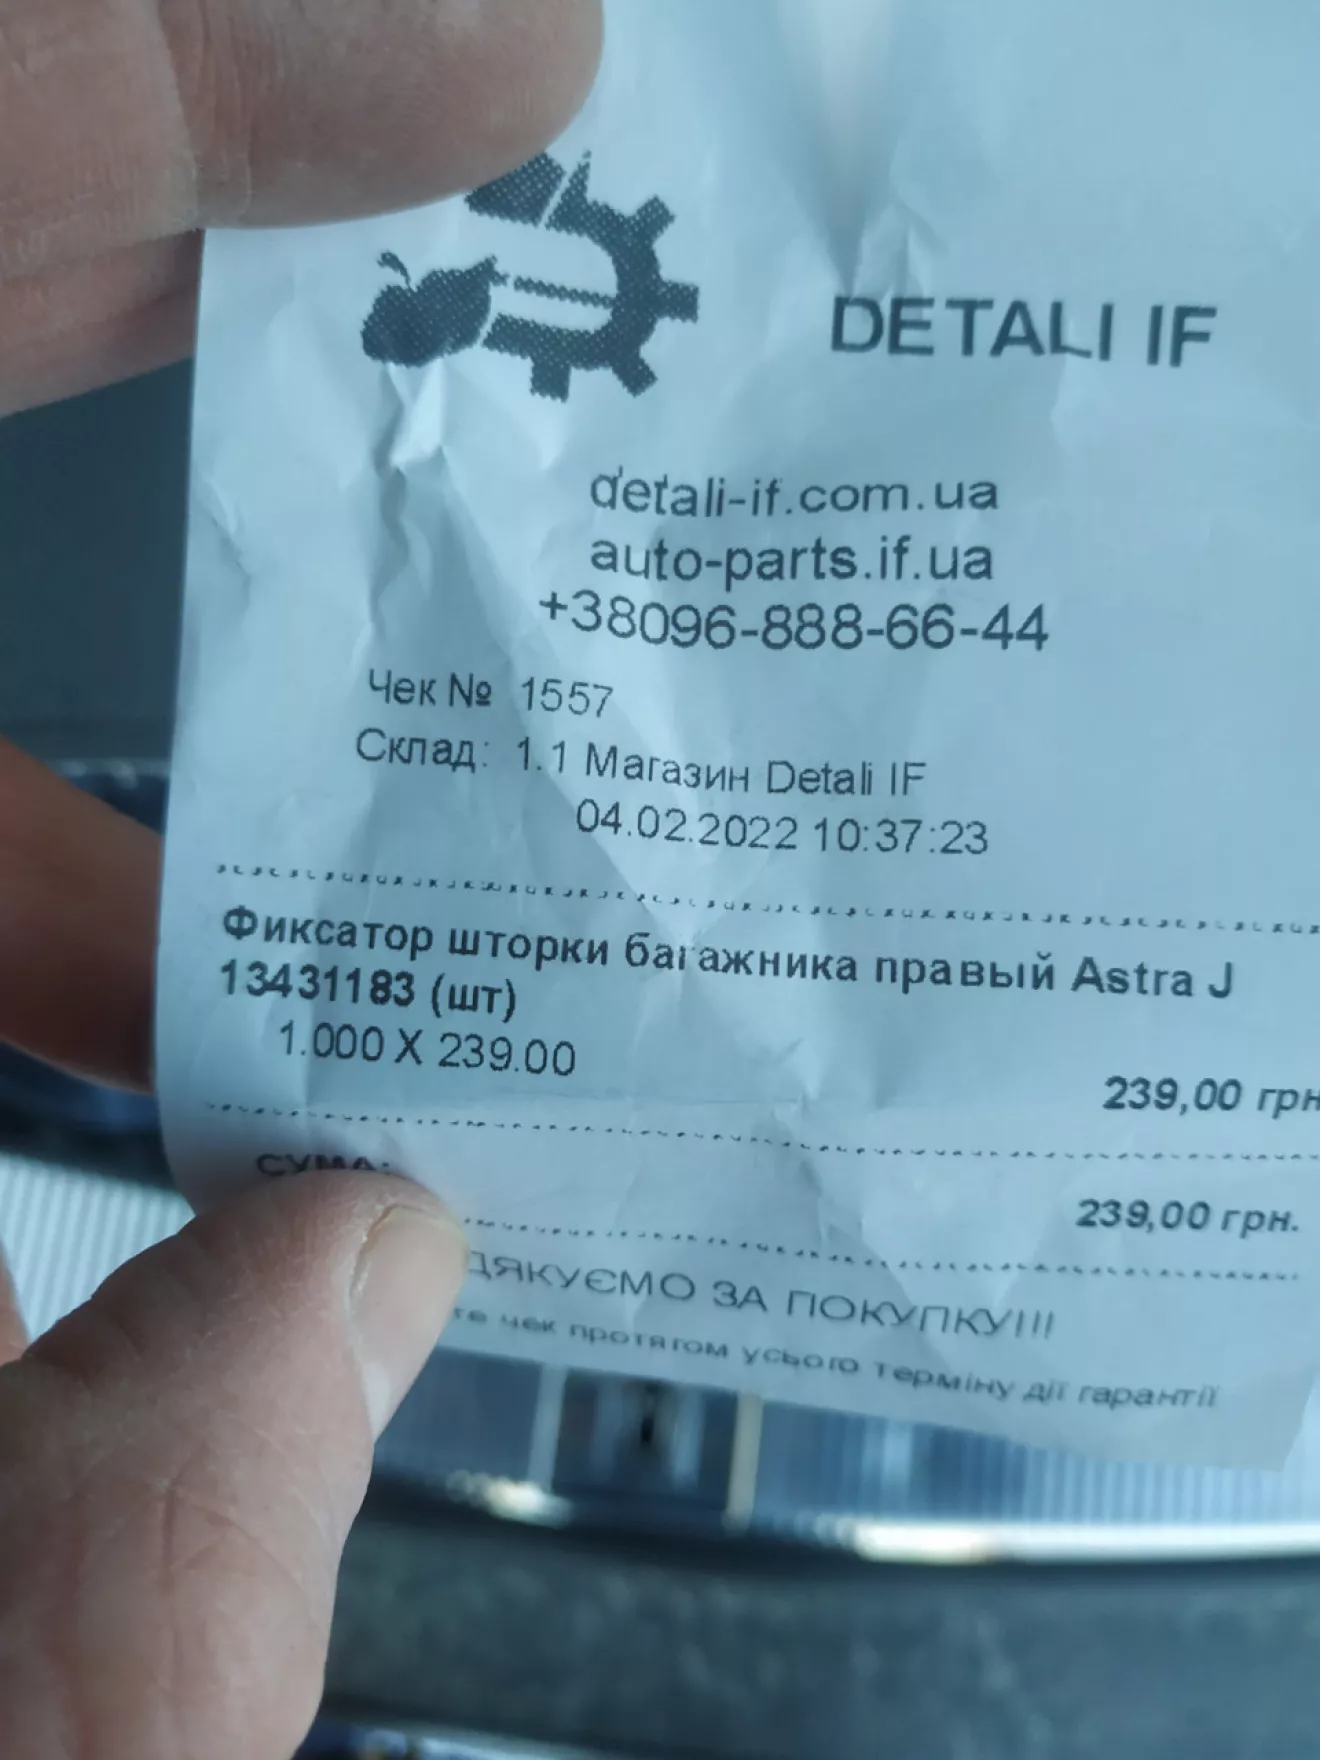 DETALI IF
detali-if.com.ua
auto-parts.if.ua
+38096-888-66-44
Чек № 1557
Склад: 1.1 Магазин Detali IF
04.02.2022 10:37:23
Фиксатор шторки багажника правый Astra J
13431183 (шт)
1.000 X 239.00
239,00 грн
СУМА:
239,00 грн.
ДЯКУЄМО ЗА ПОКУПКУ!!!
чек протягом усього терміну дії гарантії